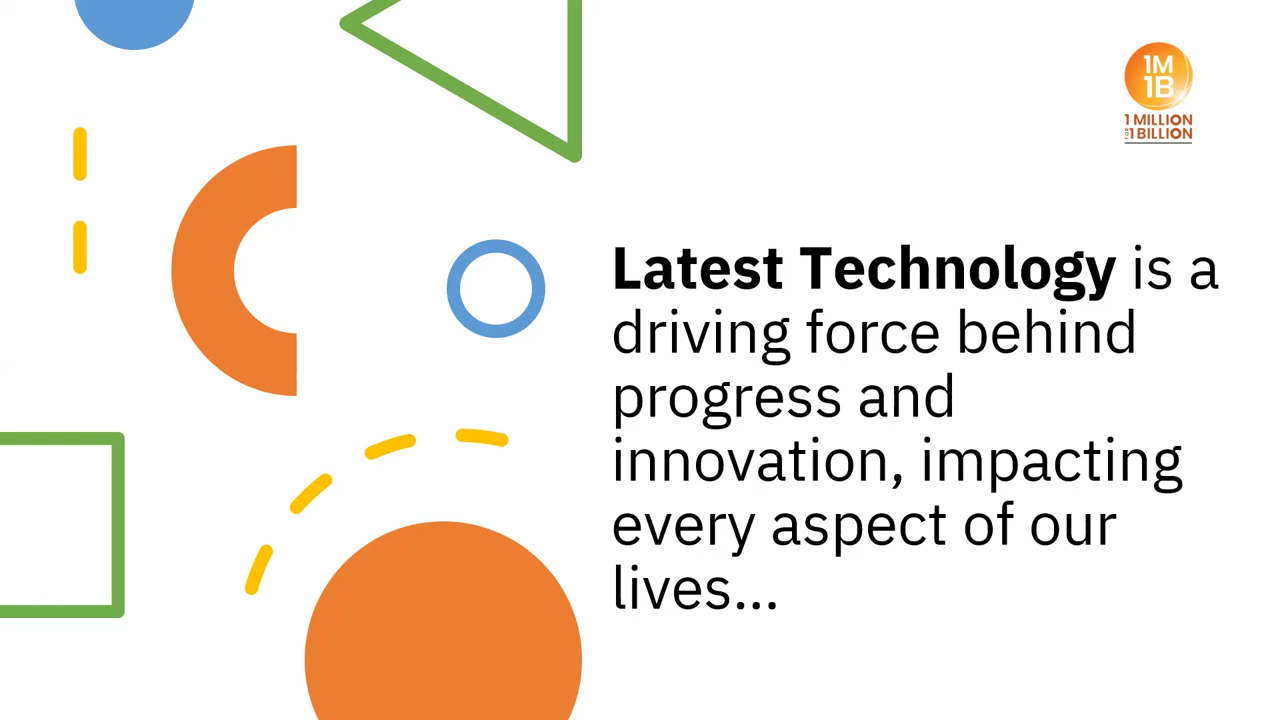 1M
1B
1 MILLION
FOR 1 BILLION
Latest Technology is a
driving force behind
progress and
innovation, impacting
every aspect of our
lives...